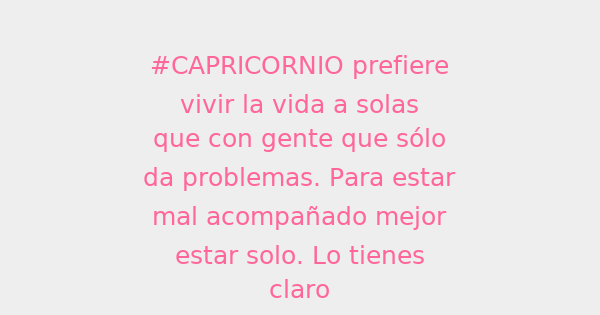 #CAPRICORNIO prefiere
vivir la vida a solas
que con gente que sólo
da problemas. Para estar
mal acompañado mejor
estar solo. Lo tienes
claro